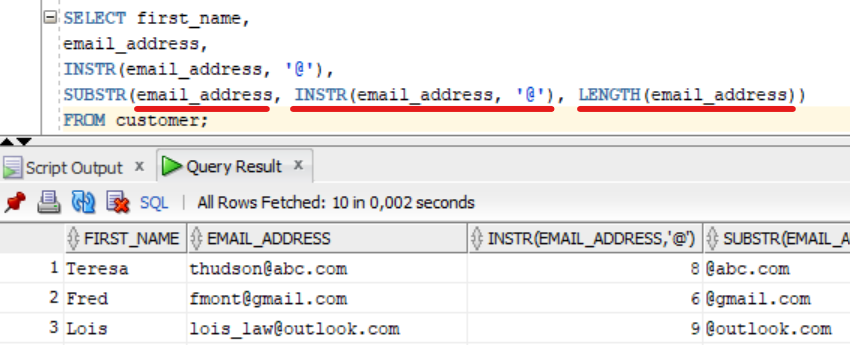 SELECT first_name,
email_address,
INSTR(email_address, '@'),
SUBSTR(email_address, INSTR(email_address, '@'), LENGTH(email_address))
FROM customer;
Script Output x Query Result x
SQL | All Rows Fetched: 10 in 0,002 seconds
FIRST_NAME EMAIL_ADDRESS INSTR(EMAIL_ADDRESS,'@') SUBSTR(EMAIL_A
1 Teresa thudson@abc.com 8 @abc.com
2 Fred fmont@gmail.com 6 @gmail.com
3 Lois lois_law@outlook.com 9 @outlook.com